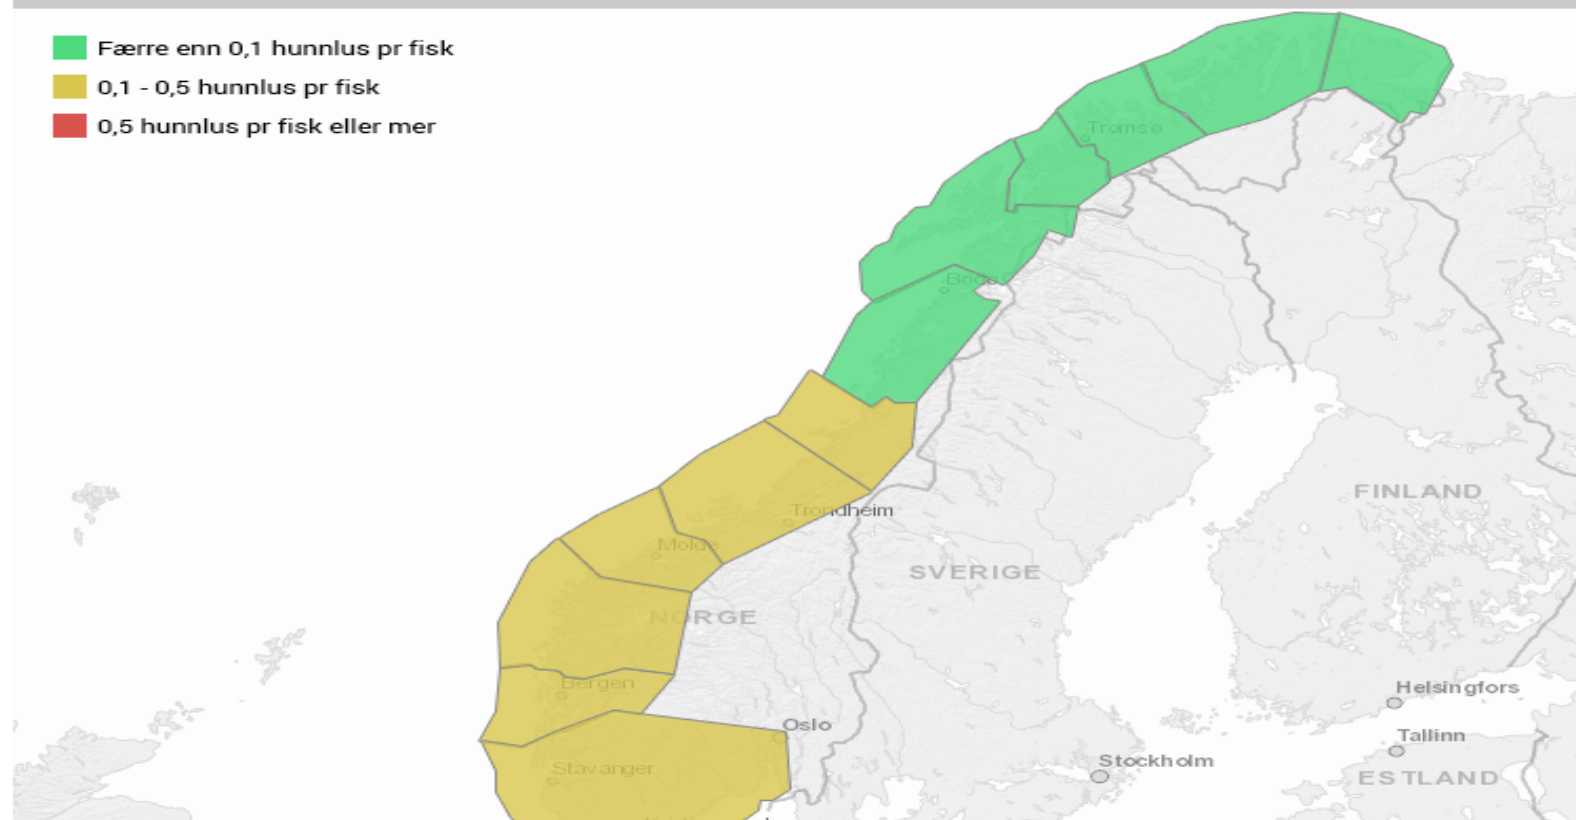 Færre enn 0,1 hunnlus pr fisk
0,1 - 0,5 hunnlus pr fisk
0,5 hunnlus pr fisk eller mer
Tromsø
Bodø
FINLAND
Trondheim
Molde
SVERIGE
NORGE
Bergen
Helsingfors
Oslo
Tallinn
Stockholm
Stavanger
ESTLAND